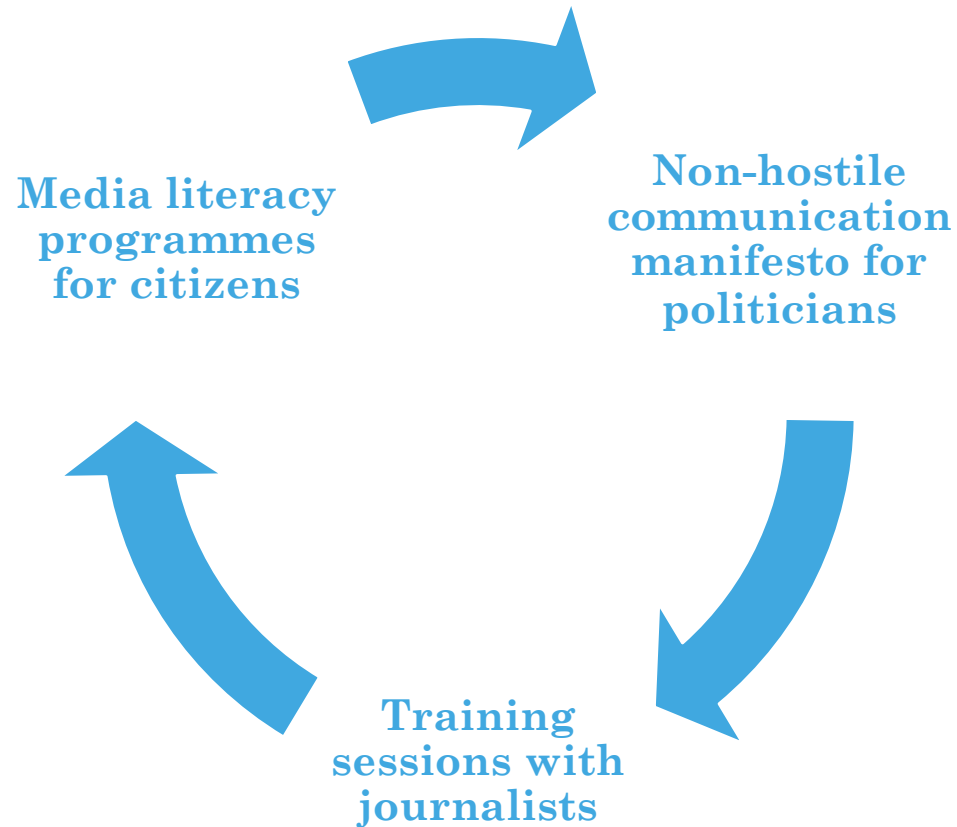 Media literacy
programmes
for citizens
Non-hostile
communication
manifesto for
politicians
Training
sessions with
journalists